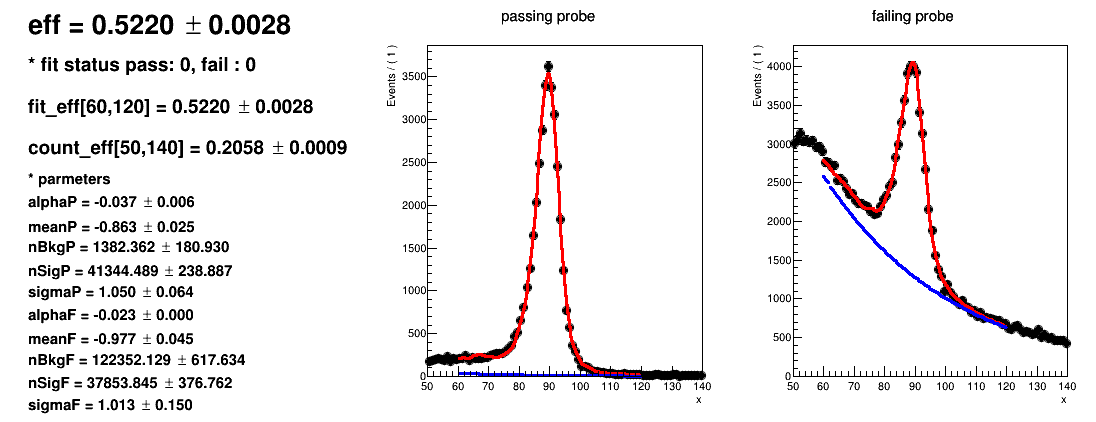 eff = 0.5220 ± 0.0028
* fit status pass: 0, fail : 0
fit_eff[60,120] = 0.5220 ± 0.0028
count_eff[50,140] = 0.2058 ± 0.0009
* parmeters
alphaP = -0.037 ± 0.006
meanP = -0.863 ± 0.025
nBkgP = 1382.362 ± 180.930
nSigP = 41344.489 ± 238.887
sigmaP = 1.050 ± 0.064
alphaF = -0.023 ± 0.000
meanF = -0.977 ± 0.045
nBkgF = 122352.129 ± 617.634
nSigF = 37853.845 ± 376.762
sigmaF = 1.013 ± 0.150
passing probe
Events / ( 1 )
3500
3000
2500
2000
1500
1000
500
0
50 60 70 80 90 100 110 120 130 140
x
failing probe
Events / ( 1 )
4000
3500
3000
2500
2000
1500
1000
500
0
50 60 70 80 90 100 110 120 130 140
x